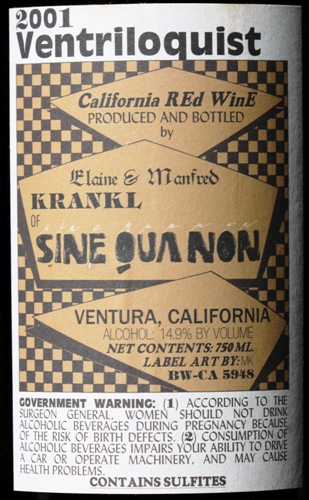 2001
Ventriloquist
California REd WinE
PRODUCED AND BOTTLED
by
Elaine & Manfred
KRANKL
OF
SINE QUA NON
VENTURA, CALIFORNIA
ALCOHOL: 14.9% BY VOLUME
NET CONTENTS: 750 ML.
LABEL ART BY: MK
BW-CA 5948
GOVERNMENT WARNING: (1) ACCORDING TO THE
SURGEON GENERAL, WOMEN SHOULD NOT DRINK
ALCOHOLIC BEVERAGES DURING PREGNANCY BECAUSE
OF THE RISK OF BIRTH DEFECTS. (2) CONSUMPTION OF
ALCOHOLIC BEVERAGES IMPAIRS YOUR ABILITY TO DRIVE
A CAR OR OPERATE MACHINERY, AND MAY CAUSE
HEALTH PROBLEMS.
CONTAINS SULFITES